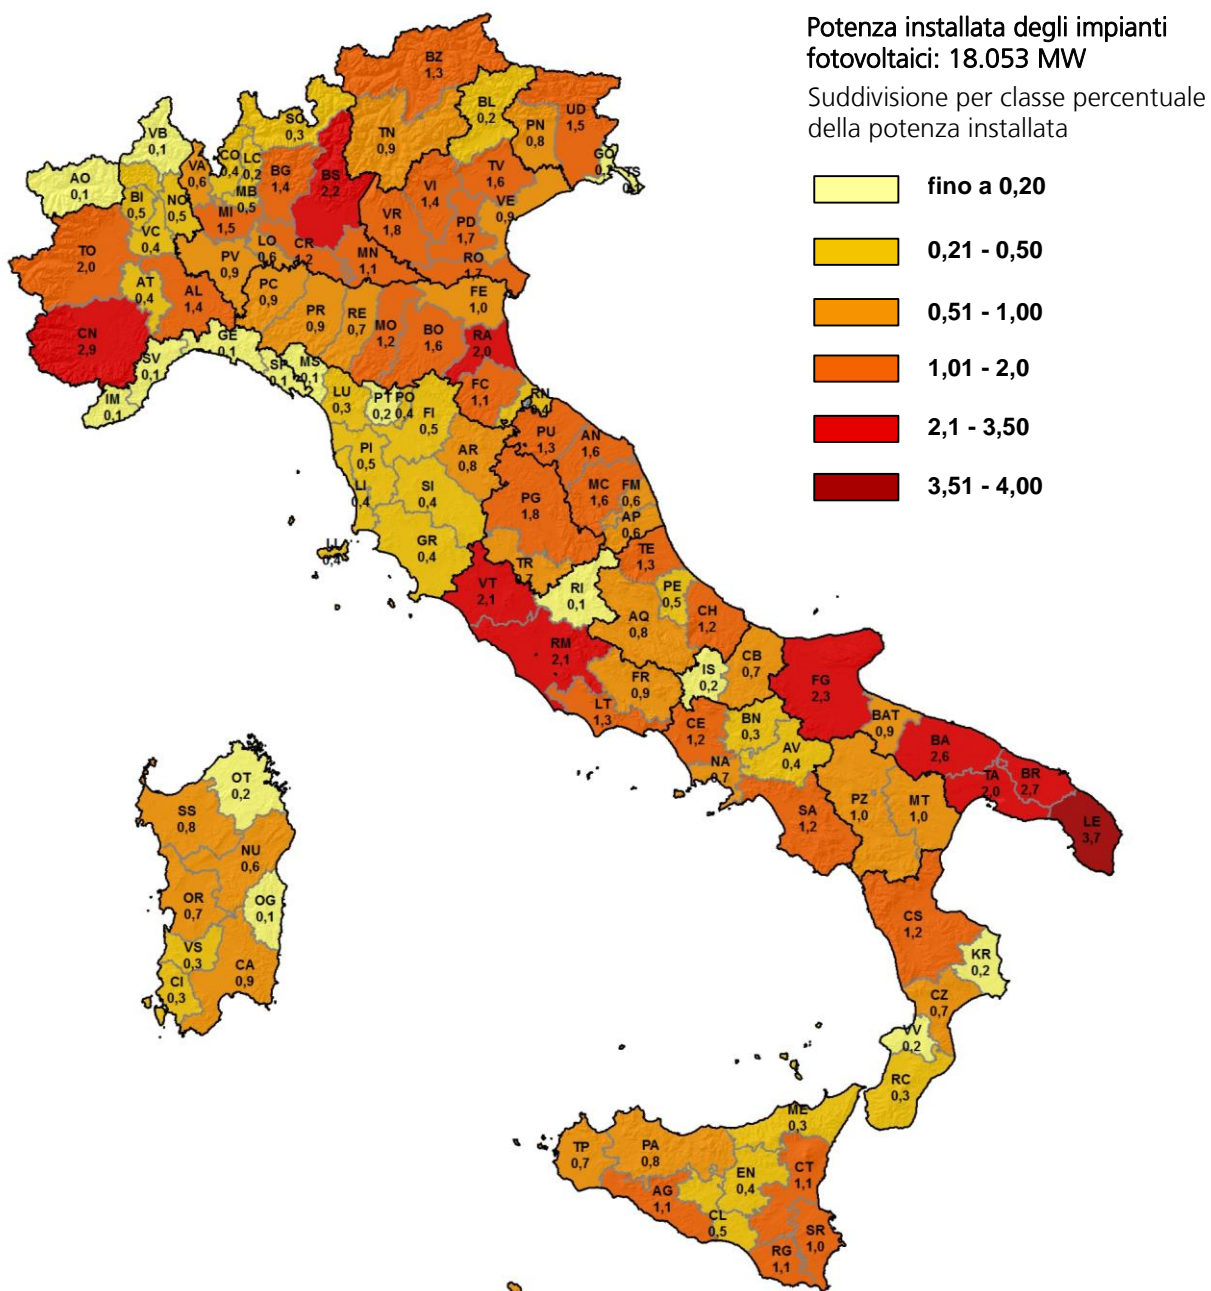 Potenza installata degli impianti
fotovoltaici: 18.053 MW
Suddivisione per classe percentuale
della potenza installata
fino a 0,20
0,21 - 0,50
0,51 - 1,00
1,01 - 2,0
2,1 - 3,50
3,51 - 4,00
BZ
1,3
BL
0,2
UD
1,5
PN
0,8
GO
TS
TN
0,9
SO
0,3
VB
0,1
AO
0,1
VA
0,6
CO
0,4
LC
0,2
BG
1,4
BS
2,2
MB
0,5
BI
0,5
NO
0,5
MI
1,5
VC
0,4
TO
2,0
PV
0,9
LO
0,6
CR
1,2
MN
1,1
VR
1,8
VI
1,4
TV
1,6
VE
0,9
PD
1,7
RO
1,7
AT
0,4
AL
1,4
CN
2,9
PC
0,9
PR
0,9
RE
0,7
MO
1,2
BO
1,6
FE
1,0
RA
2,0
FC
1,1
RN
0,4
GE
0,1
SV
0,1
IM
0,1
SP
0,1
MS
0,1
LU
0,3
PT
0,2
PO
0,4
FI
0,5
PI
0,5
LI
0,4
AR
0,8
SI
0,4
GR
0,4
LI
0,4
PU
1,3
AN
1,6
MC
1,6
FM
0,6
AP
0,6
PG
1,8
TR
0,7
TE
1,3
PE
0,5
CH
1,2
AQ
0,8
RI
0,1
VT
2,1
RM
2,1
FR
0,9
LT
1,3
IS
0,2
CB
0,7
FG
2,3
BAT
0,9
BA
2,6
TA
2,0
BR
2,7
LE
3,7
CE
1,2
BN
0,3
AV
0,4
NA
0,7
SA
1,2
PZ
1,0
MT
1,0
CS
1,2
KR
0,2
CZ
0,7
VV
0,2
RC
0,3
OT
0,2
SS
0,8
NU
0,6
OR
0,7
OG
0,1
VS
0,3
CI
0,3
CA
0,9
ME
0,3
TP
0,7
PA
0,8
EN
0,4
CT
1,1
AG
1,1
CL
0,5
SR
1,0
RG
1,1